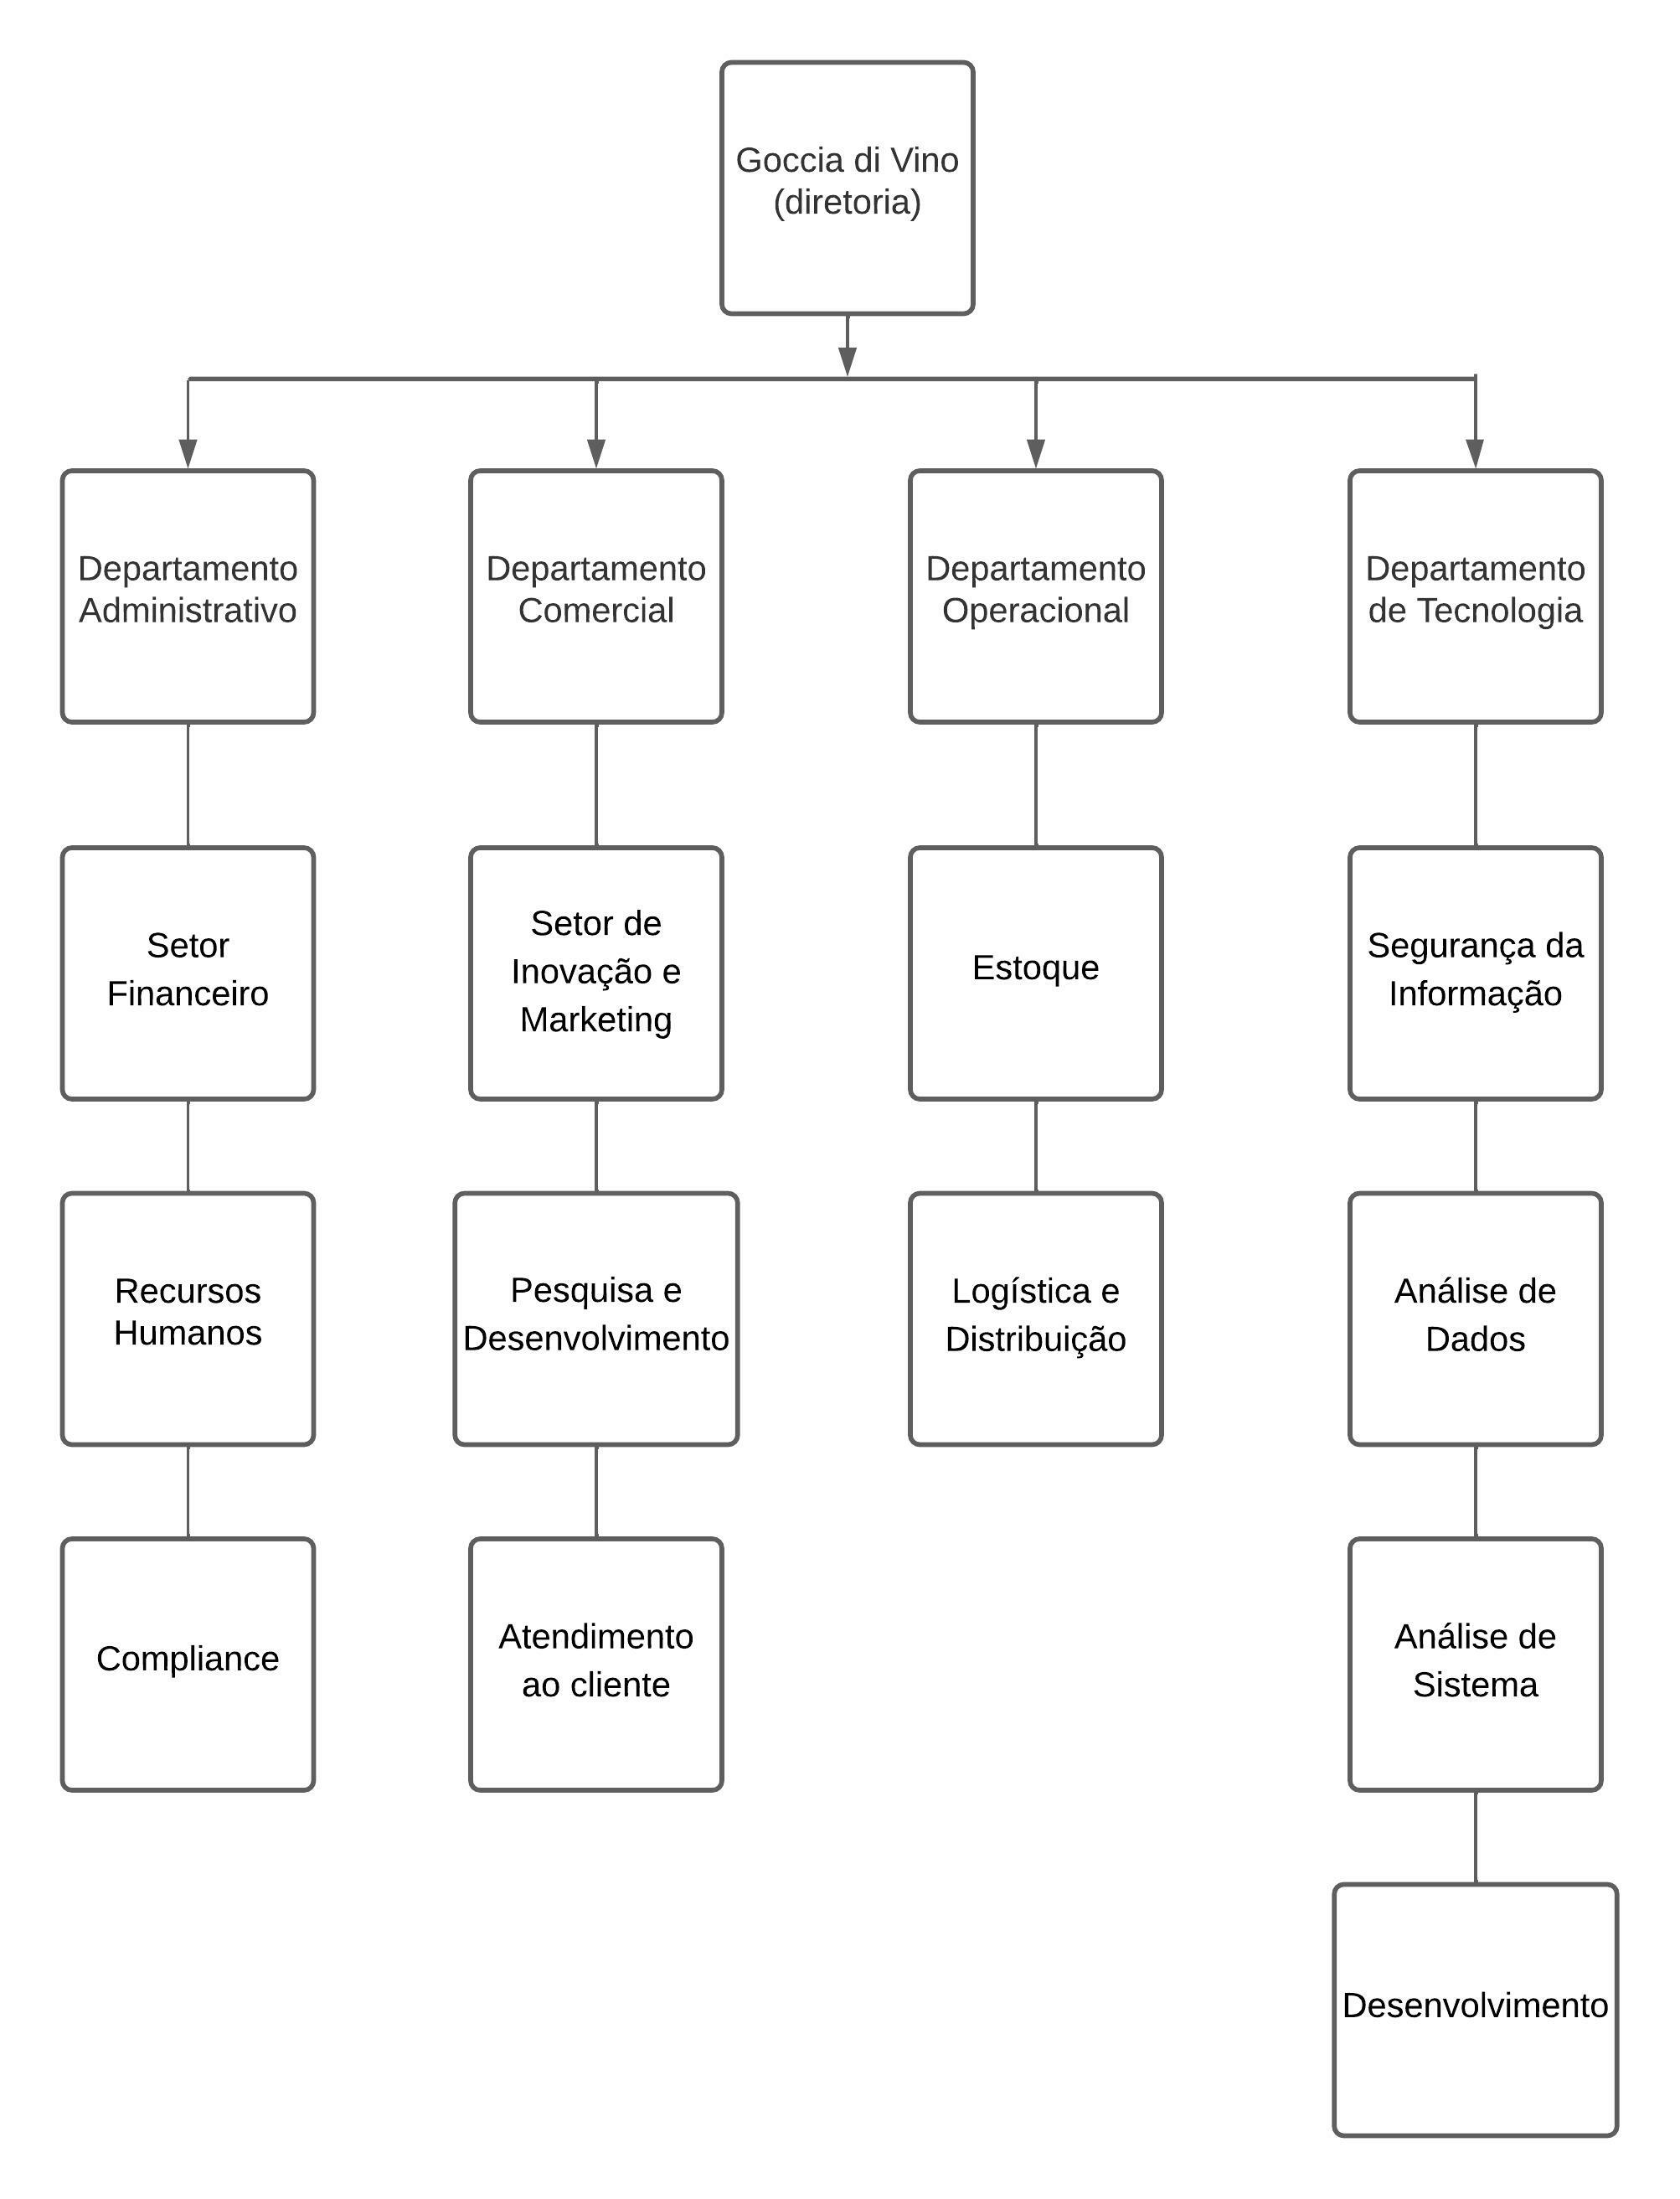 Goccia di Vino
(diretoria)
Departamento
Administrativo
Departamento
Comercial
Departamento
Operacional
Departamento
de Tecnologia
Setor
Financeiro
Setor de
Inovação e
Marketing
Estoque
Segurança da
Informação
Recursos
Humanos
Pesquisa e
Desenvolvimento
Logística e
Distribuição
Análise de
Dados
Compliance
Atendimento
ao cliente
Análise de
Sistema
Desenvolvimento